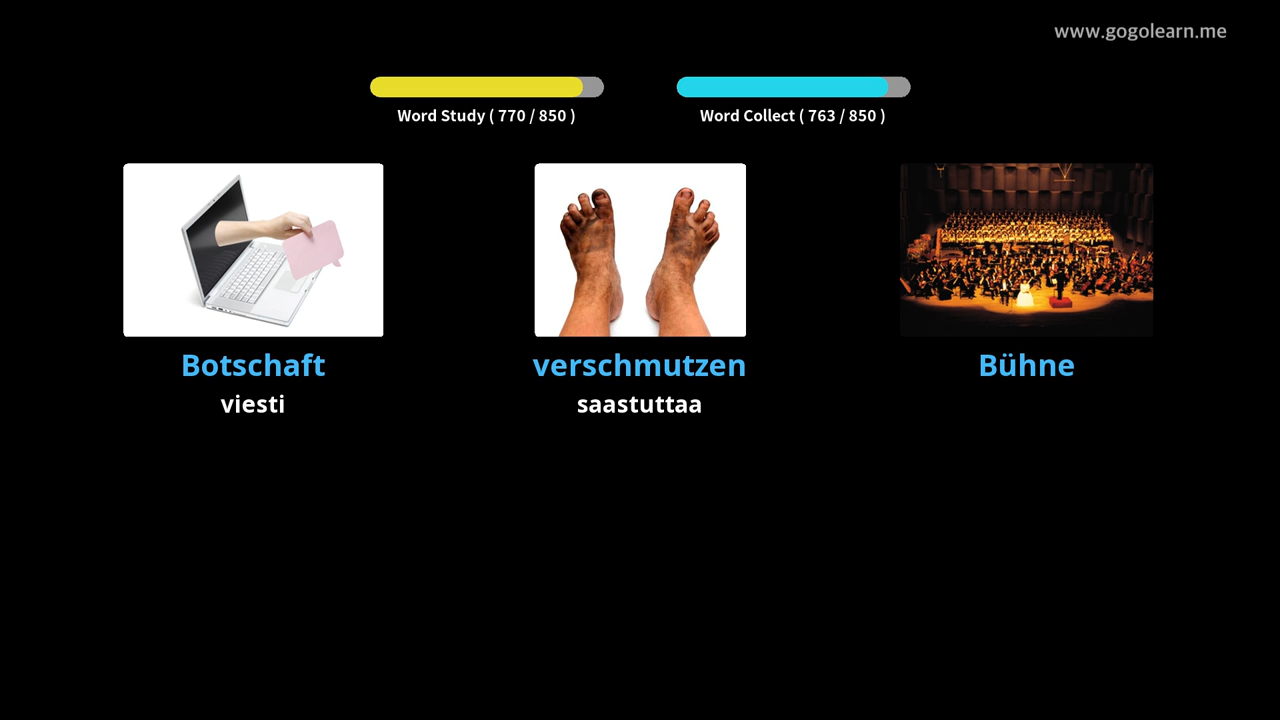 www.gogolearn.me
Word Study ( 770 / 850 )
Word Collect ( 763 / 850 )
Botschaft
verschmutzen
Bühne
viesti
saastuttaa